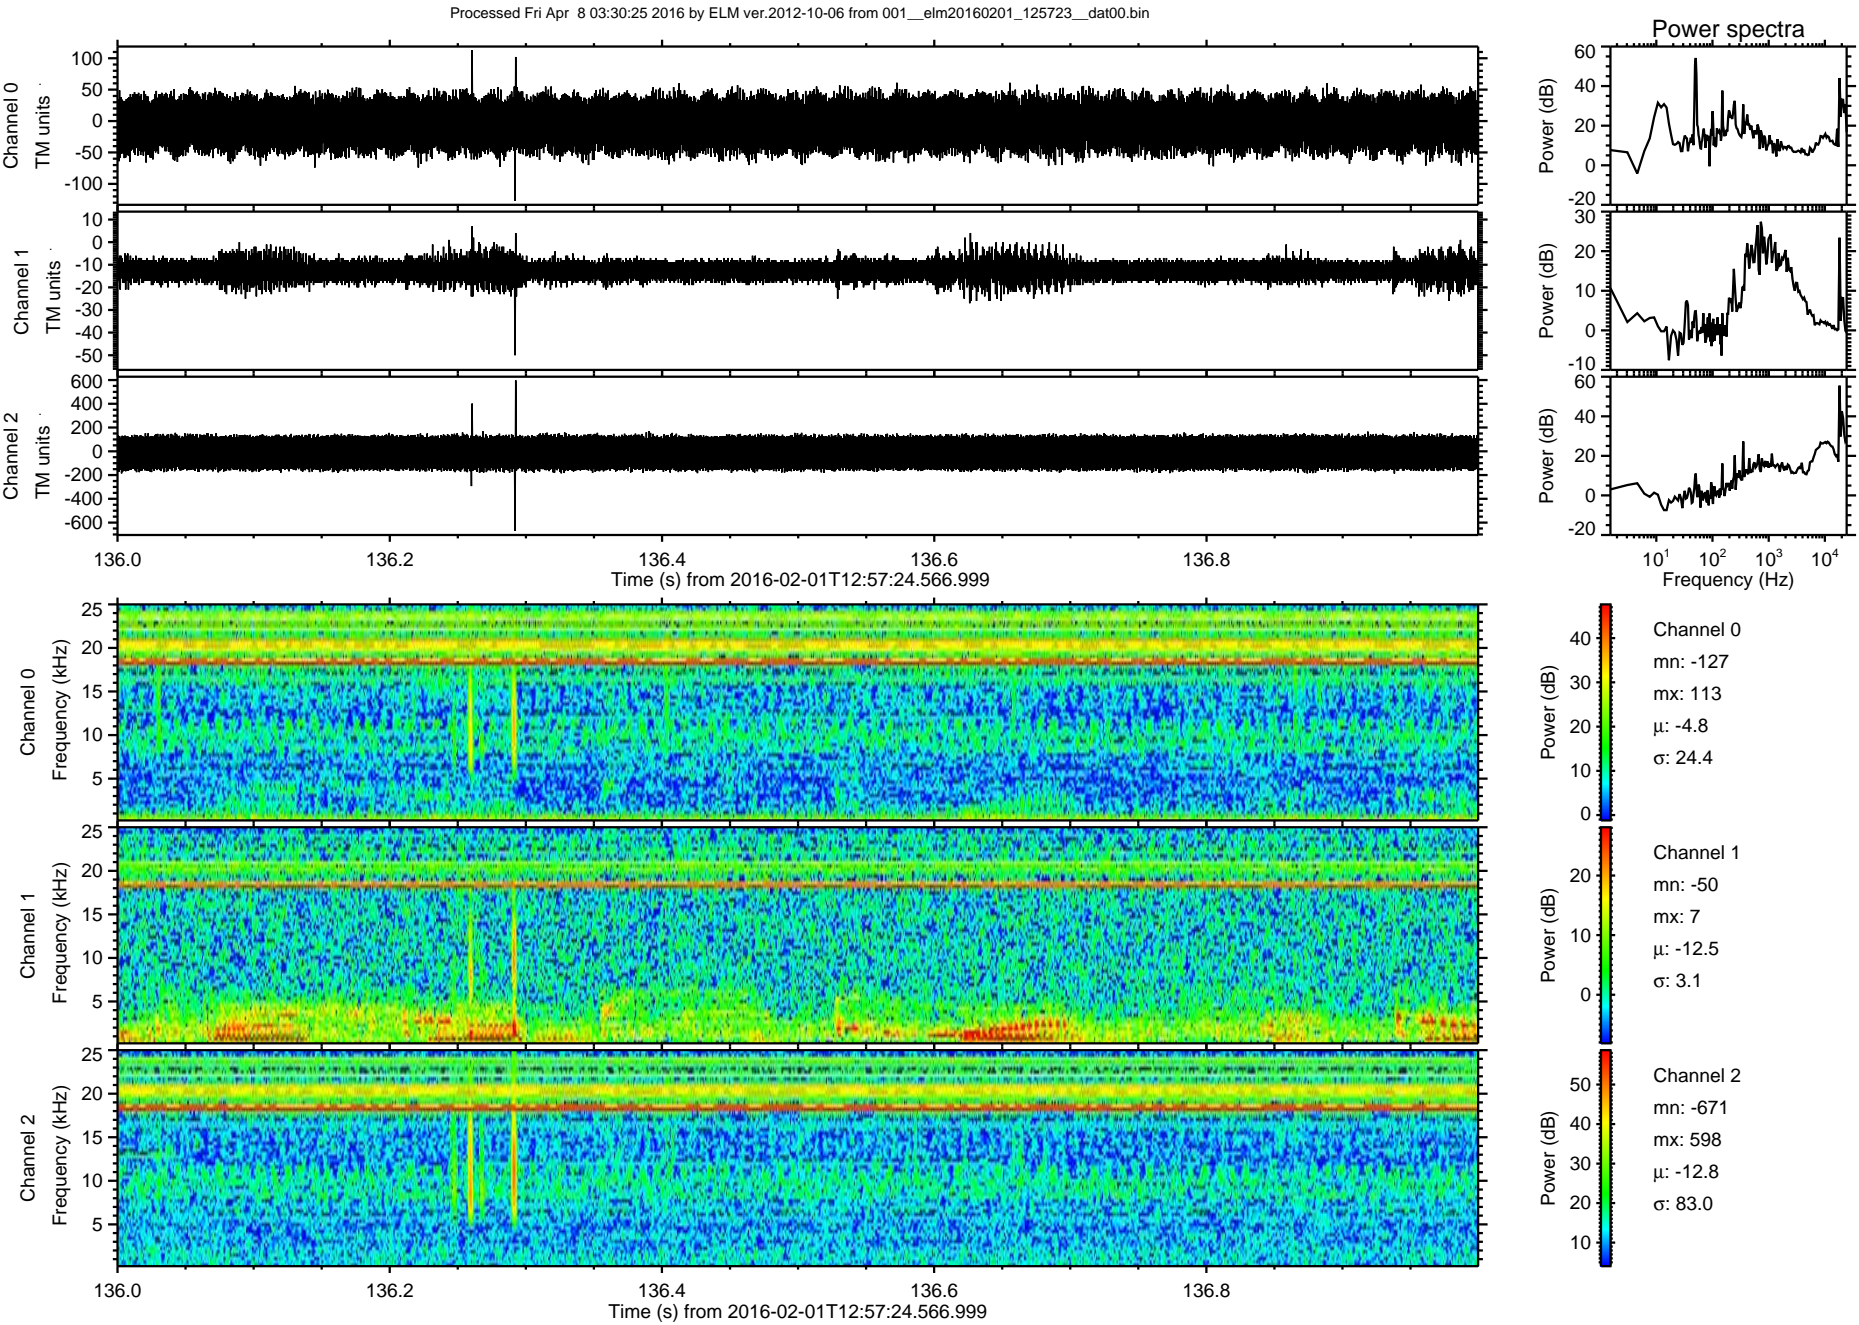 Processed Fri Apr  8 03:30:25 2016 by ELM ver.2012-10-06 from 001__elm20160201_125723__dat00.bin
Power spectra
Channel 0
TM units
100
50
0
-50
-100
Power (dB)
60
40
20
0
-20
Channel 1
TM units
10
0
-10
-20
-30
-40
-50
Power (dB)
30
20
10
0
-10
Channel 2
TM units
600
400
200
0
-200
-400
-600
Power (dB)
60
40
20
0
-20
136.0 136.2 136.4 136.6 136.8
Time (s) from 2016-02-01T12:57:24.566.999
10¹ 10² 10³ 10⁴
Frequency (Hz)
Channel 0
Frequency (kHz)
25
20
15
10
5
Power (dB)
40
30
20
10
0
Channel 0
mn: -127
mx: 113
μ: -4.8
σ: 24.4
Channel 1
Frequency (kHz)
25
20
15
10
5
Power (dB)
20
10
0
Channel 1
mn: -50
mx: 7
μ: -12.5
σ: 3.1
Channel 2
Frequency (kHz)
25
20
15
10
5
Power (dB)
50
40
30
20
10
Channel 2
mn: -671
mx: 598
μ: -12.8
σ: 83.0
136.0 136.2 136.4 136.6 136.8
Time (s) from 2016-02-01T12:57:24.566.999